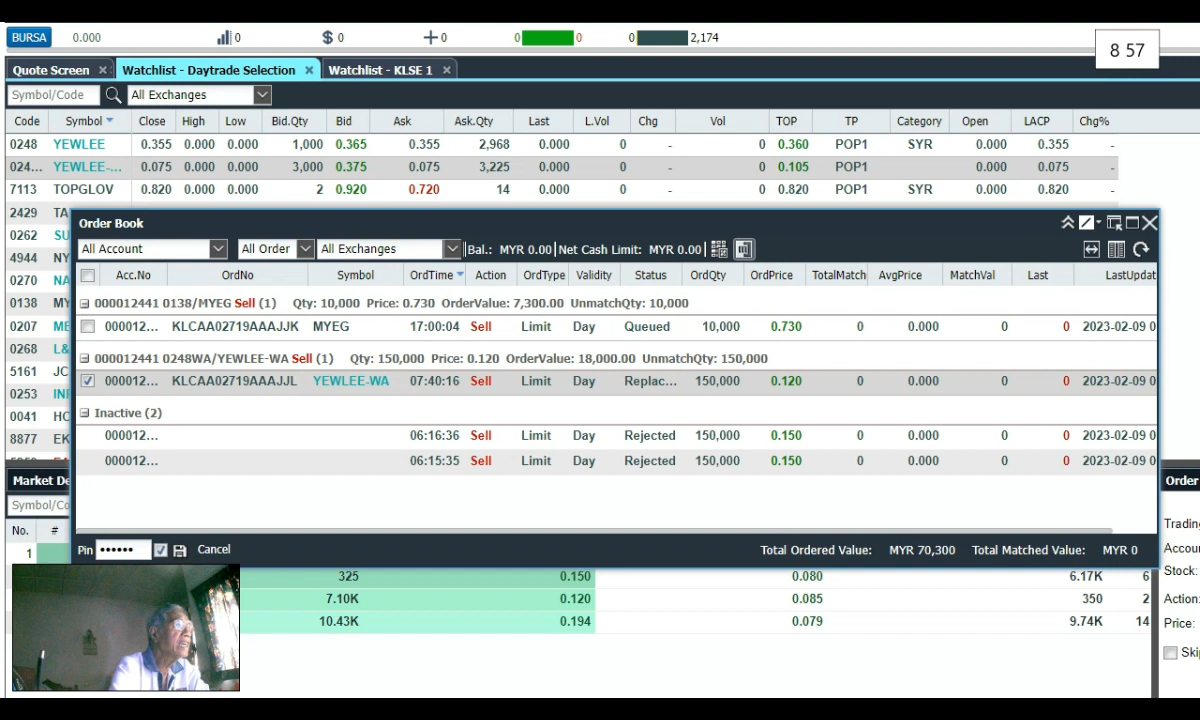 BURSA 0.000 0 $ 0 0 0 0 0 2,174
8 57
Quote Screen × Watchlist - Daytrade Selection × Watchlist - KLSE 1 ×
Symbol/Code All Exchanges
Code Symbol Close High Low Bid.Qty Bid Ask Ask.Qty Last L.Vol Chg Vol TOP TP Category Open LACP Chg%
0248 YEWLEE 0.355 0.000 0.000 1,000 0.365 0.355 2,968 0.000 0 - 0 0.360 POP1 SYR 0.000 0.355 -
024... YEWLEE-... 0.075 0.000 0.000 3,000 0.375 0.075 3,225 0.000 0 - 0 0.105 POP1 0.000 0.075 -
7113 TOPGLOV 0.820 0.000 0.000 2 0.920 0.720 14 0.000 0 - 0 0.820 POP1 SYR 0.000 0.820 -
2429 TA
0262 SU
4944 NY
0270 NA
0138 MY
0207 ME
0268 L&
5161 JC
0253 INI
0041 HC
8877 EK
Order Book
All Account All Order All Exchanges Bal.: MYR 0.00 Net Cash Limit: MYR 0.00
Acc.No OrdNo Symbol OrdTime Action OrdType Validity Status OrdQty OrdPrice TotalMatch AvgPrice MatchVal Last LastUpdat
000012441 0138/MYEG Sell (1) Qty: 10,000 Price: 0.730 OrderValue: 7,300.00 UnmatchQty: 10,000
000012... KLCAA02719AAAJJK MYEG 17:00:04 Sell Limit Day Queued 10,000 0.730 0 0.000 0 0 2023-02-09 0
000012441 0248WA/YEWLEE-WA Sell (1) Qty: 150,000 Price: 0.120 OrderValue: 18,000.00 UnmatchQty: 150,000
000012... KLCAA02719AAAJJL YEWLEE-WA 07:40:16 Sell Limit Day Replac... 150,000 0.120 0 0.000 0 0 2023-02-09 0
Inactive (2)
000012... 06:16:36 Sell Limit Day Rejected 150,000 0.150 0 0.000 0 0 2023-02-09 0
000012... 06:15:35 Sell Limit Day Rejected 150,000 0.150 0 0.000 0 0 2023-02-09 0
Pin •••••• Cancel Total Ordered Value: MYR 70,300 Total Matched Value: MYR 0
Market De
Symbol/Co
No. #
1
325 0.150 0.080 6.17K 6
7.10K 0.120 0.085 350 2
10.43K 0.194 0.079 9.74K 14
Order
Trading
Accou
Stock:
Action:
Price:
Ski